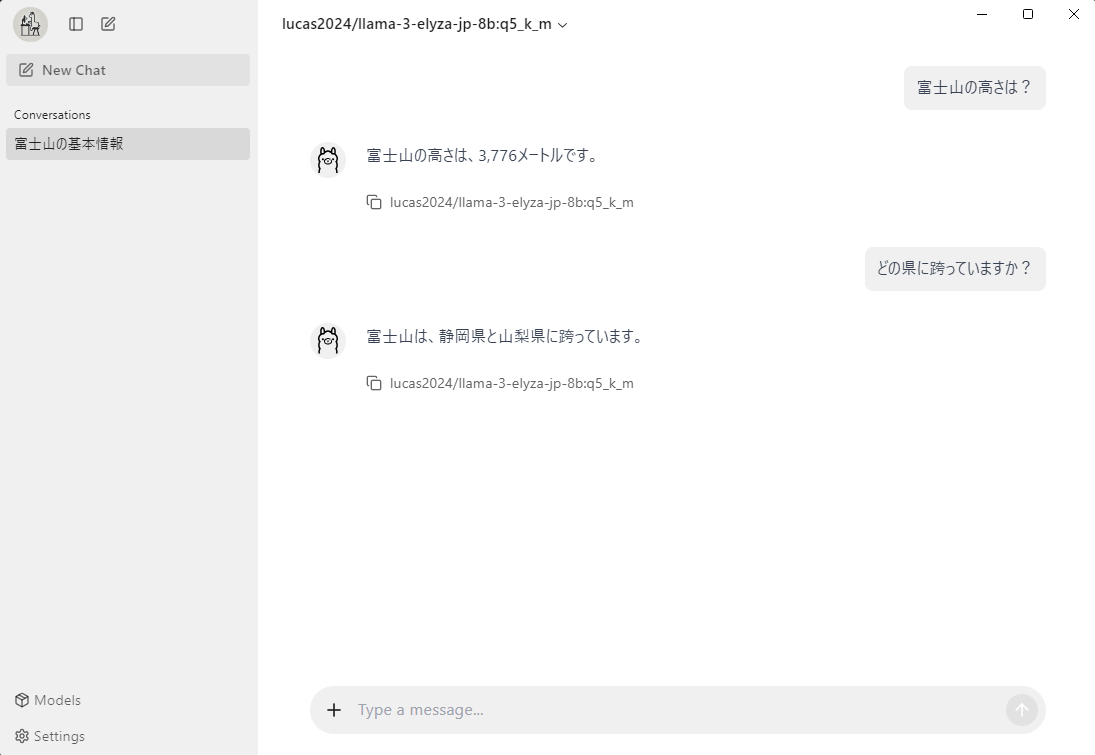 lucas2024/llama-3-elyza-jp-8b:q5_k_m
New Chat
Conversations
富士山の基本情報
富士山の高さは？
富士山の高さは、3,776メートルです。
lucas2024/llama-3-elyza-jp-8b:q5_k_m
どの県に跨っていますか？
富士山は、静岡県と山梨県に跨っています。
lucas2024/llama-3-elyza-jp-8b:q5_k_m
Models
Settings
Type a message...